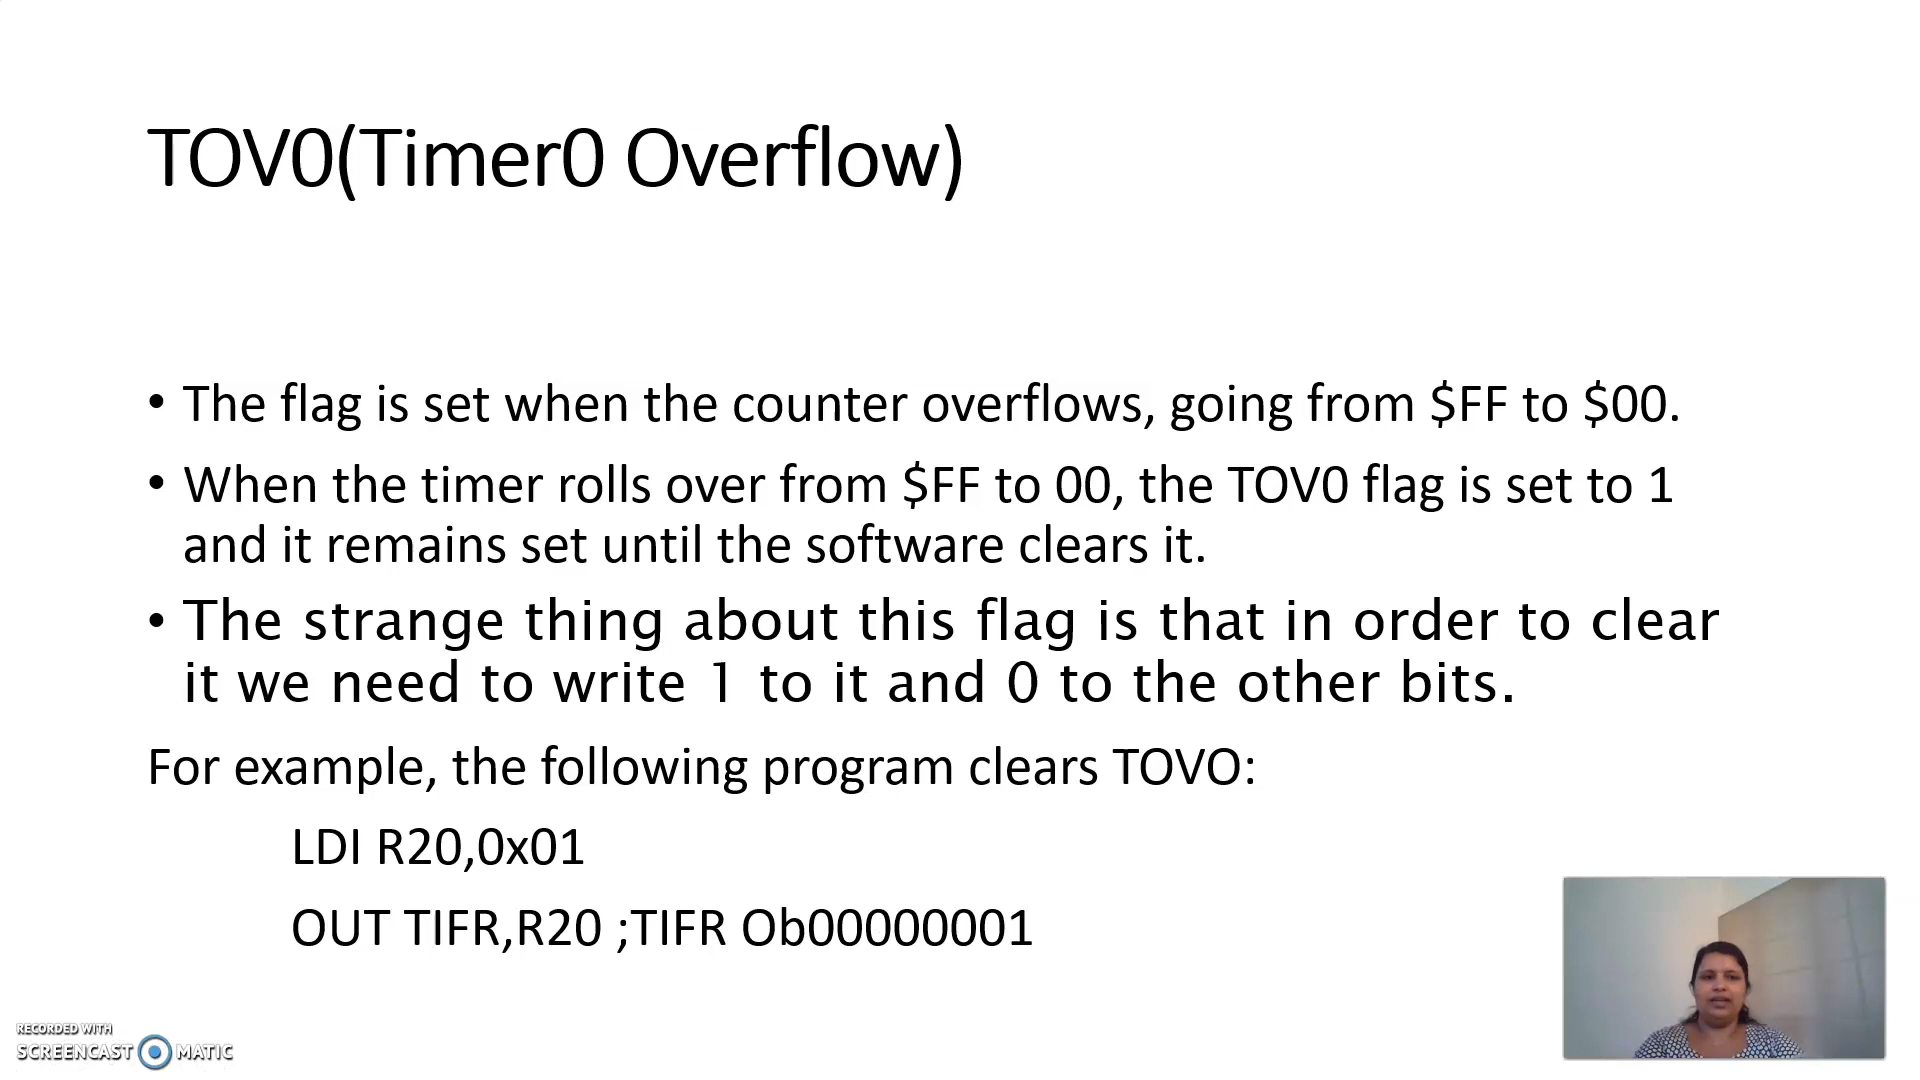 TOV0(Timer0 Overflow)
• The flag is set when the counter overflows, going from $FF to $00.
• When the timer rolls over from $FF to 00, the TOV0 flag is set to 1
and it remains set until the software clears it.
• The strange thing about this flag is that in order to clear
it we need to write 1 to it and 0 to the other bits.
For example, the following program clears TOVO:
LDI R20,0x01
OUT TIFR,R20 ;TIFR Ob00000001
RECORDED WITH
SCREENCAST MATIC